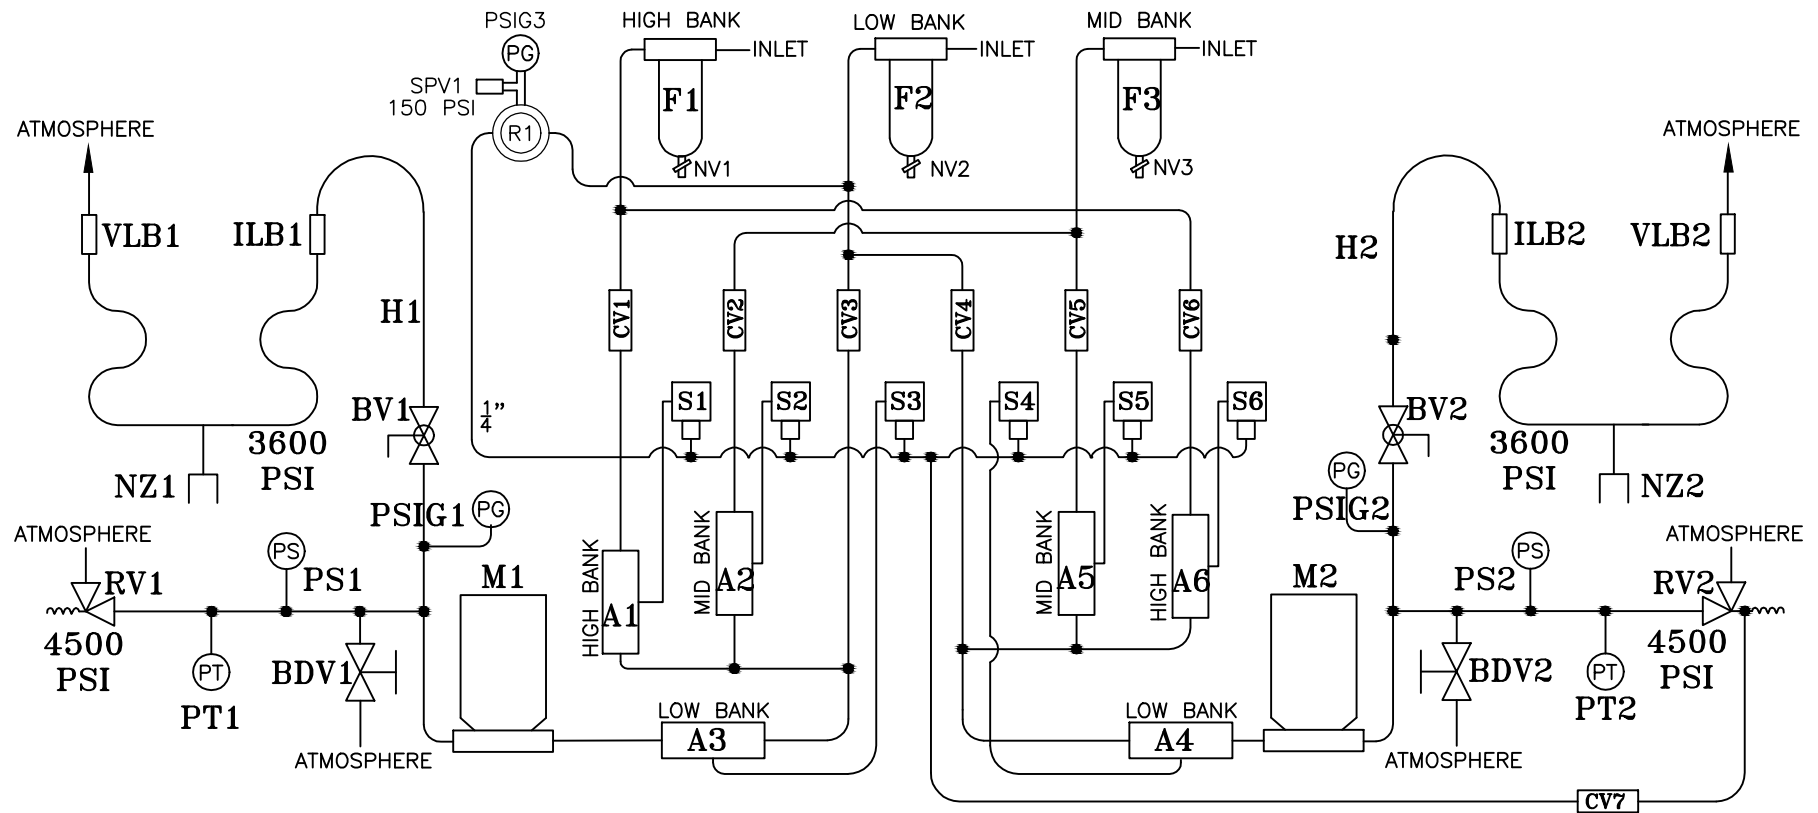 PSIG3
HIGH BANK
LOW BANK
MID BANK
PG
INLET
INLET
INLET
SPV1
150 PSI
F1
F2
F3
R1
ATMOSPHERE
ATMOSPHERE
NV1
NV2
NV3
VLB1
ILB1
ILB2
VLB2
H1
H2
CV1
CV2
CV3
CV4
CV5
CV6
BV1
1/4"
S1
S2
S3
S4
S5
S6
BV2
3600
PSI
3600
PSI
NZ1
NZ2
PG
PSIG1
PG
PSIG2
ATMOSPHERE
ATMOSPHERE
RV1
PS
PS1
M1
HIGH BANK
A1
MID BANK
A2
MID BANK
A5
HIGH BANK
A6
M2
PS
PS2
RV2
4500
PSI
PT
PT1
BDV1
BDV2
PT
PT2
4500
PSI
LOW BANK
A3
LOW BANK
A4
ATMOSPHERE
ATMOSPHERE
CV7